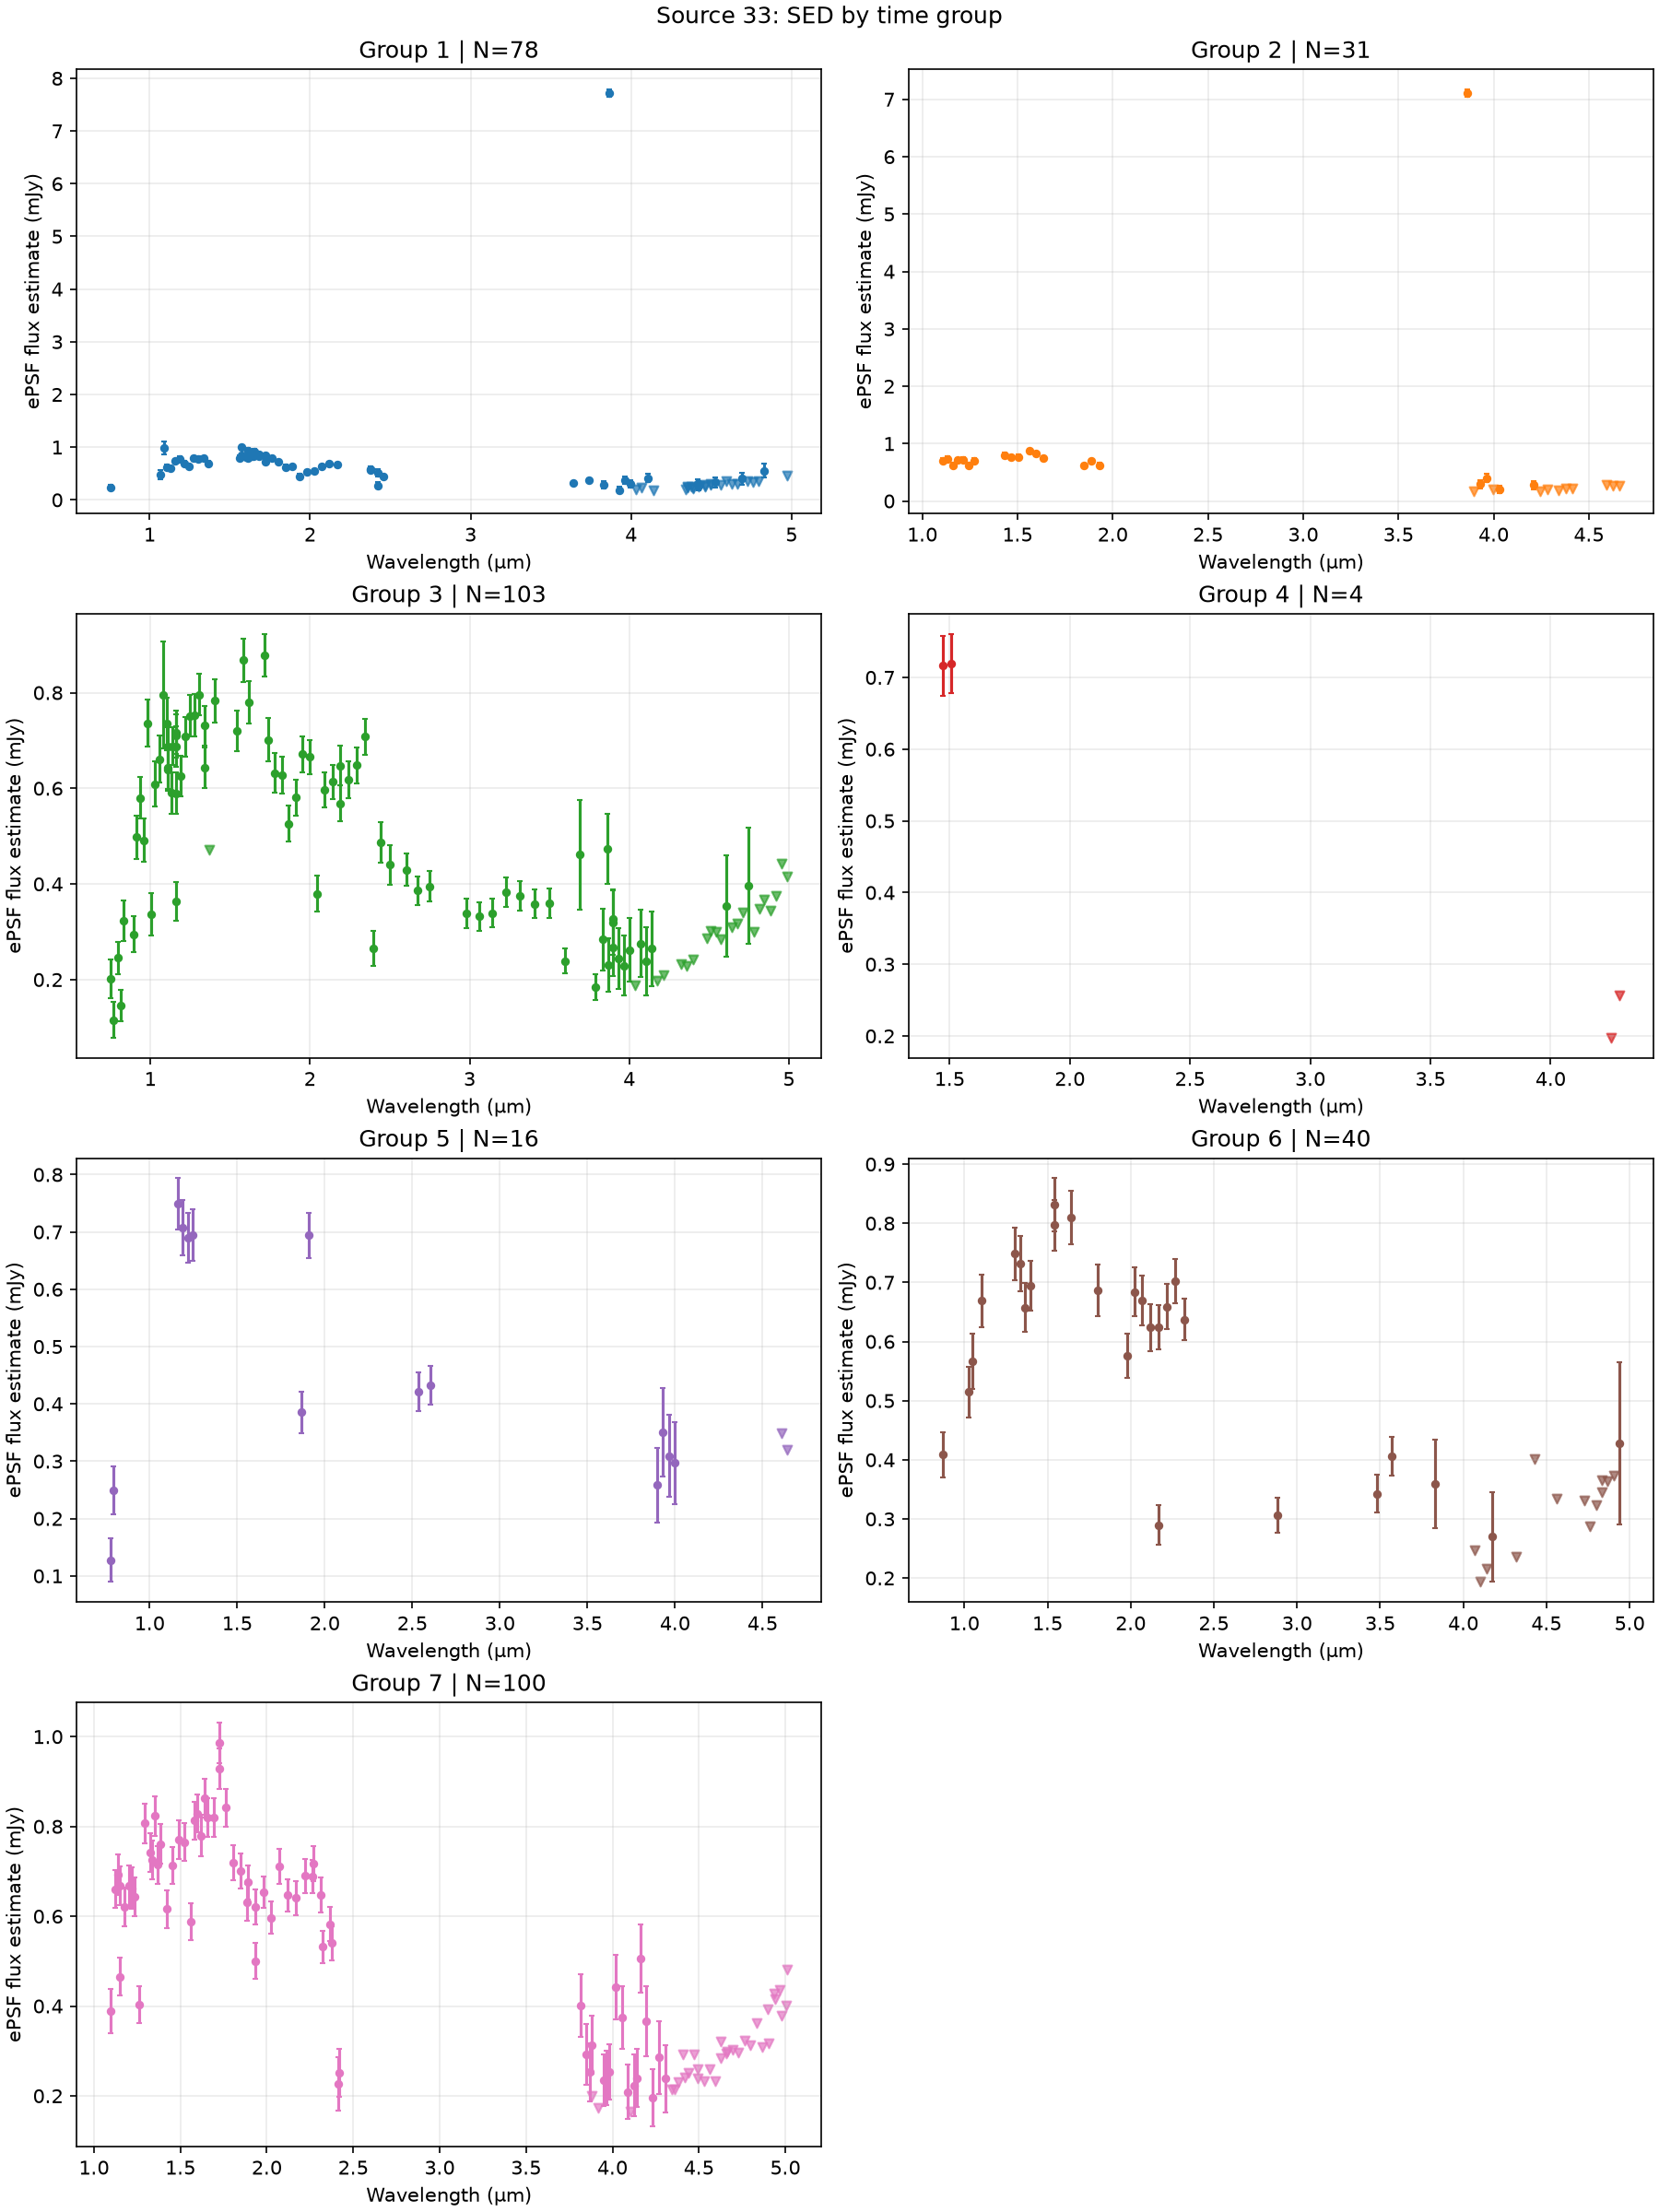 Source 33: SED by time group
Group 1 | N=78
ePSF flux estimate (mJy)
8
7
6
5
4
3
2
1
0
1 2 3 4 5
Wavelength (µm)
Group 2 | N=31
ePSF flux estimate (mJy)
7
6
5
4
3
2
1
0
1.0 1.5 2.0 2.5 3.0 3.5 4.0 4.5
Wavelength (µm)
Group 3 | N=103
ePSF flux estimate (mJy)
0.8
0.6
0.4
0.2
1 2 3 4 5
Wavelength (µm)
Group 4 | N=4
ePSF flux estimate (mJy)
0.7
0.6
0.5
0.4
0.3
0.2
1.5 2.0 2.5 3.0 3.5 4.0
Wavelength (µm)
Group 5 | N=16
ePSF flux estimate (mJy)
0.8
0.7
0.6
0.5
0.4
0.3
0.2
0.1
1.0 1.5 2.0 2.5 3.0 3.5 4.0 4.5
Wavelength (µm)
Group 6 | N=40
ePSF flux estimate (mJy)
0.9
0.8
0.7
0.6
0.5
0.4
0.3
0.2
1.0 1.5 2.0 2.5 3.0 3.5 4.0 4.5 5.0
Wavelength (µm)
Group 7 | N=100
ePSF flux estimate (mJy)
1.0
0.8
0.6
0.4
0.2
1.0 1.5 2.0 2.5 3.0 3.5 4.0 4.5 5.0
Wavelength (µm)